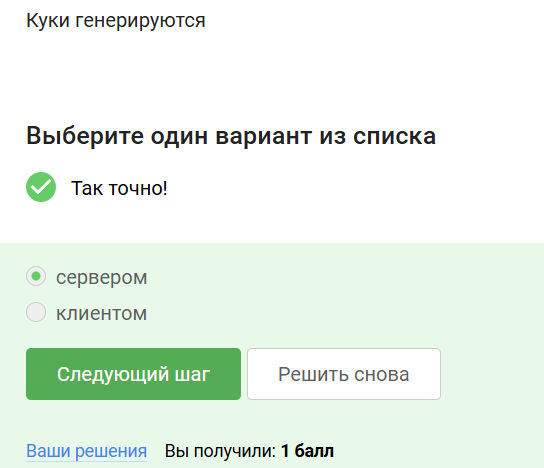 Куки генерируются
Выберите один вариант из списка
Так точно!
сервером
клиентом
Следующий шаг
Решить снова
Ваши решения Вы получили: 1 балл